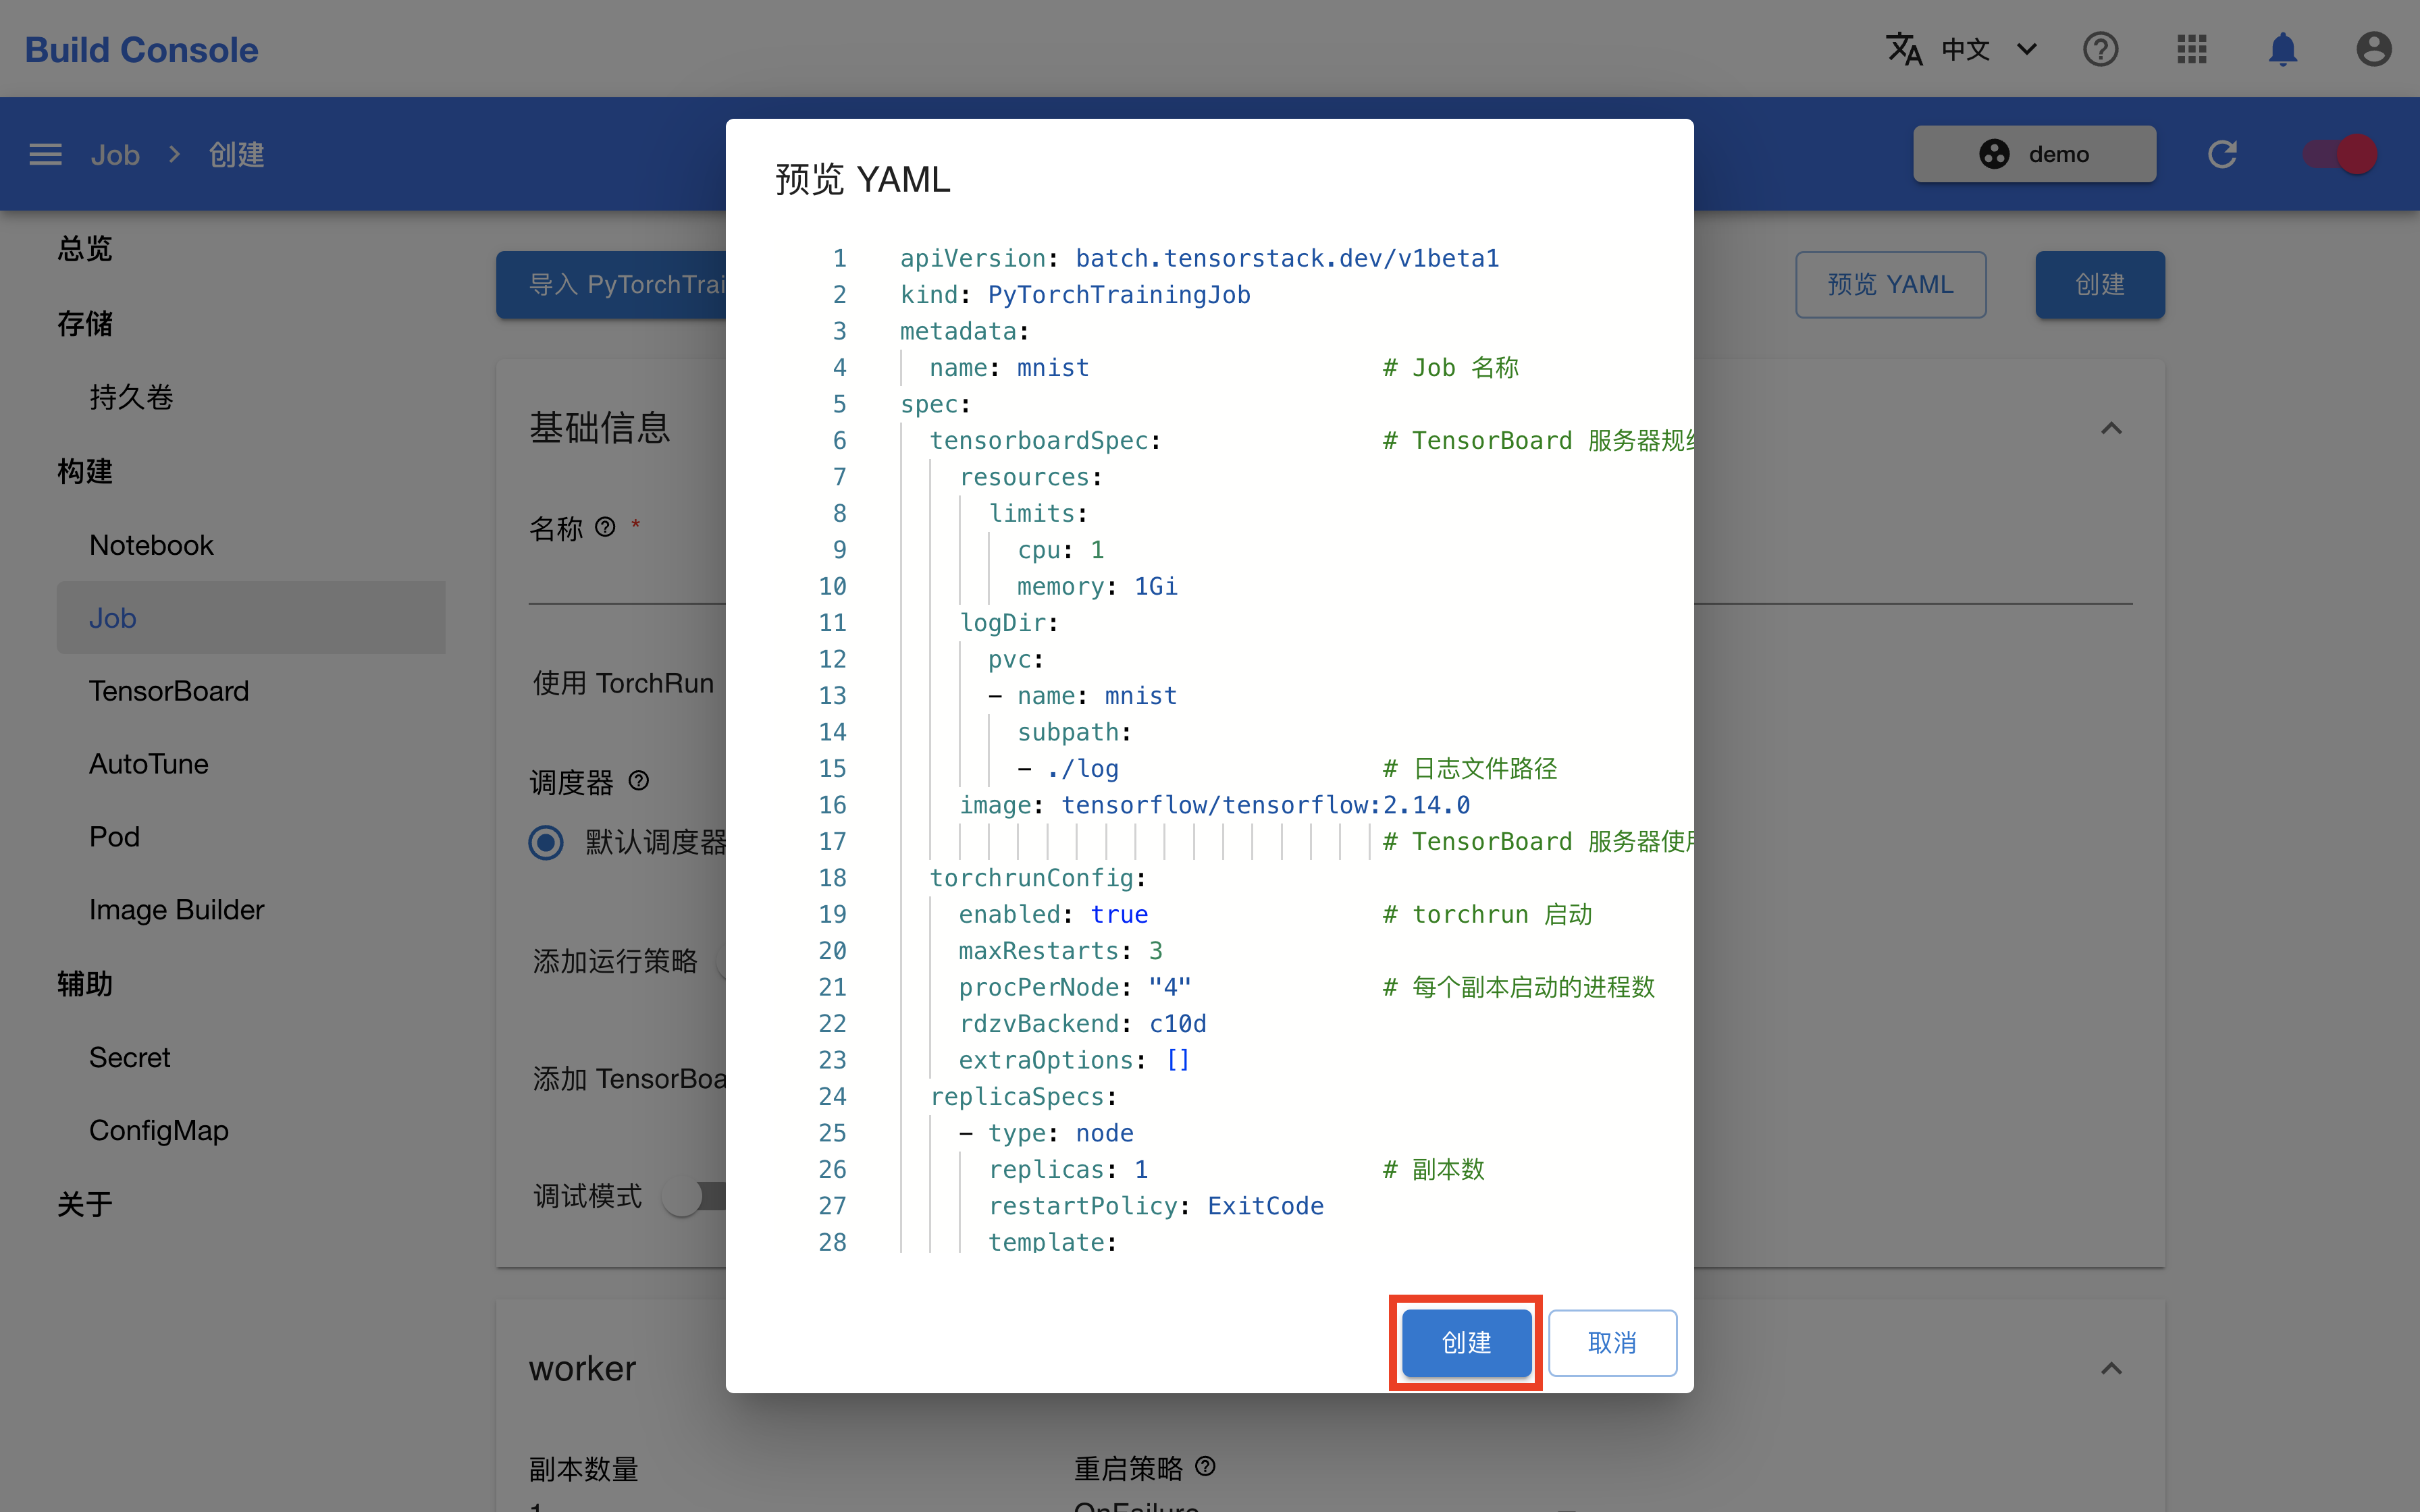 Build Console
中文
Job > 创建
demo
总览
存储
持久卷
构建
Notebook
Job
TensorBoard
AutoTune
Pod
Image Builder
辅助
Secret
ConfigMap
关于
导入 PyTorchTrai
预览 YAML
创建
基础信息
名称 *
使用 TorchRun
调度器
默认调度器
添加运行策略
添加 TensorBoa
调试模式
worker
副本数量
1
重启策略
OnFailure
预览 YAML
1 apiVersion: batch.tensorstack.dev/v1beta1
2 kind: PyTorchTrainingJob
3 metadata:
4 name: mnist # Job 名称
5 spec:
6 tensorboardSpec: # TensorBoard 服务器规
7 resources:
8 limits:
9 cpu: 1
10 memory: 1Gi
11 logDir:
12 pvc:
13 - name: mnist
14 subpath:
15 - ./log # 日志文件路径
16 image: tensorflow/tensorflow:2.14.0
17 # TensorBoard 服务器使用
18 torchrunConfig:
19 enabled: true # torchrun 启动
20 maxRestarts: 3
21 procPerNode: "4" # 每个副本启动的进程数
22 rdzvBackend: c10d
23 extraOptions: []
24 replicaSpecs:
25 - type: node
26 replicas: 1 # 副本数
27 restartPolicy: ExitCode
28 template:
创建
取消